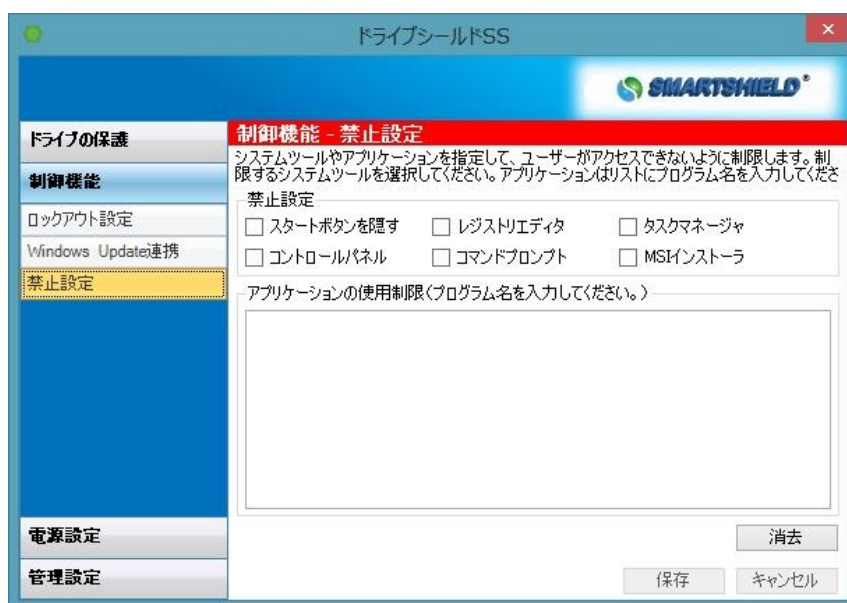 ドライブシールドSS
SMARTSHIELD
ドライブの保護
制御機能
ロックアウト設定
Windows Update連携
禁止設定
電源設定
管理設定
制御機能 - 禁止設定
システムツールやアプリケーションを指定して、ユーザーがアクセスできないように制限します。制
限するシステムツールを選択してください。アプリケーションはリストにプログラム名を入力してくださ
禁止設定
スタートボタンを隠す レジストリエディタ タスクマネージャ
コントロールパネル コマンドプロンプト MSIインストーラ
アプリケーションの使用制限(プログラム名を入力してください。)
消去
保存 キャンセル